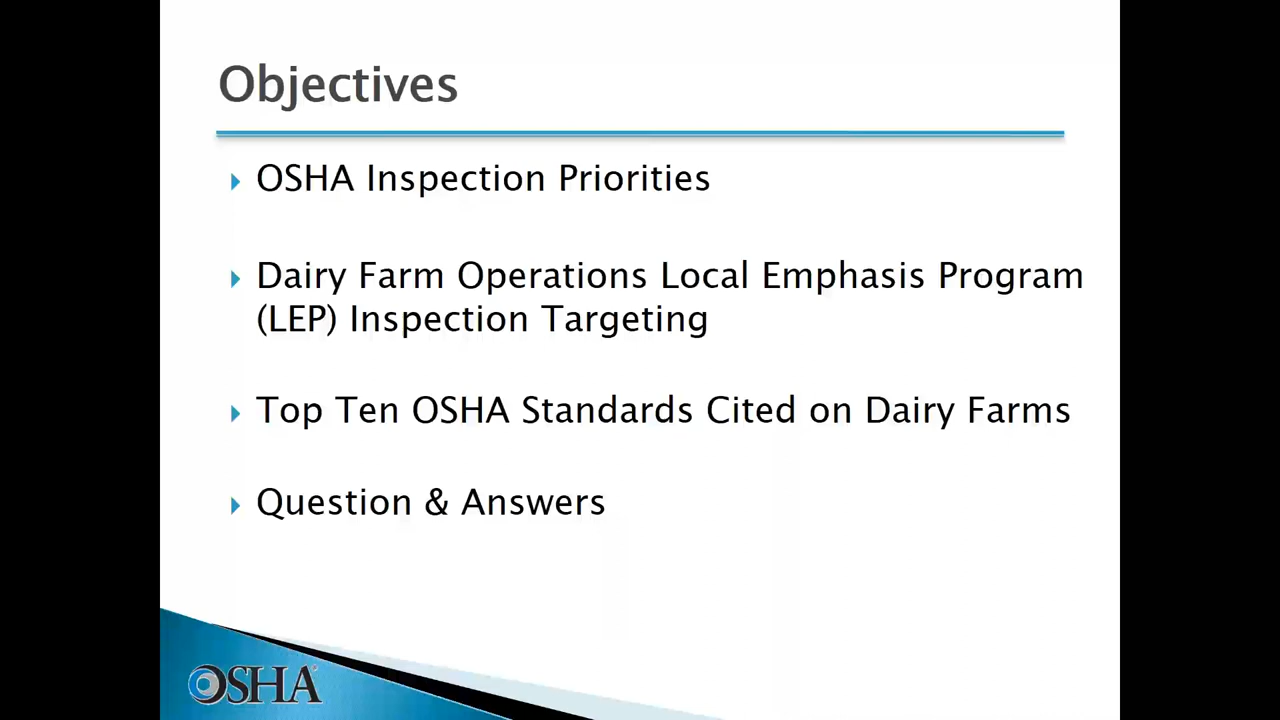 Objectives
OSHA Inspection Priorities
Dairy Farm Operations Local Emphasis Program
(LEP) Inspection Targeting
Top Ten OSHA Standards Cited on Dairy Farms
Question & Answers
OSHA